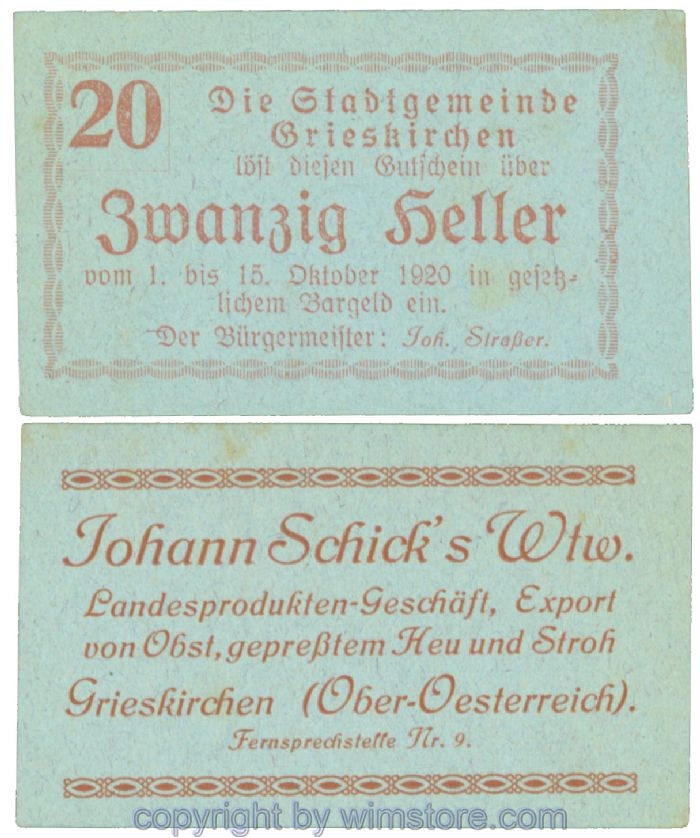 20
Die Stadtgemeinde
Grieskirchen
löst diesen Gutschein über
Zwanzig Heller
vom 1. bis 15. Oktober 1920 in gesetz-
lichem Bargeld ein.
Der Bürgermeister: Joh. Straßer.
Johann Schick's Wtw.
Landesprodukten-Geschäft, Export
von Obst, gepreßtem Heu und Stroh
Grieskirchen (Ober-Oesterreich).
Fernsprechstelle Nr. 9.
copyright by wimstore.com